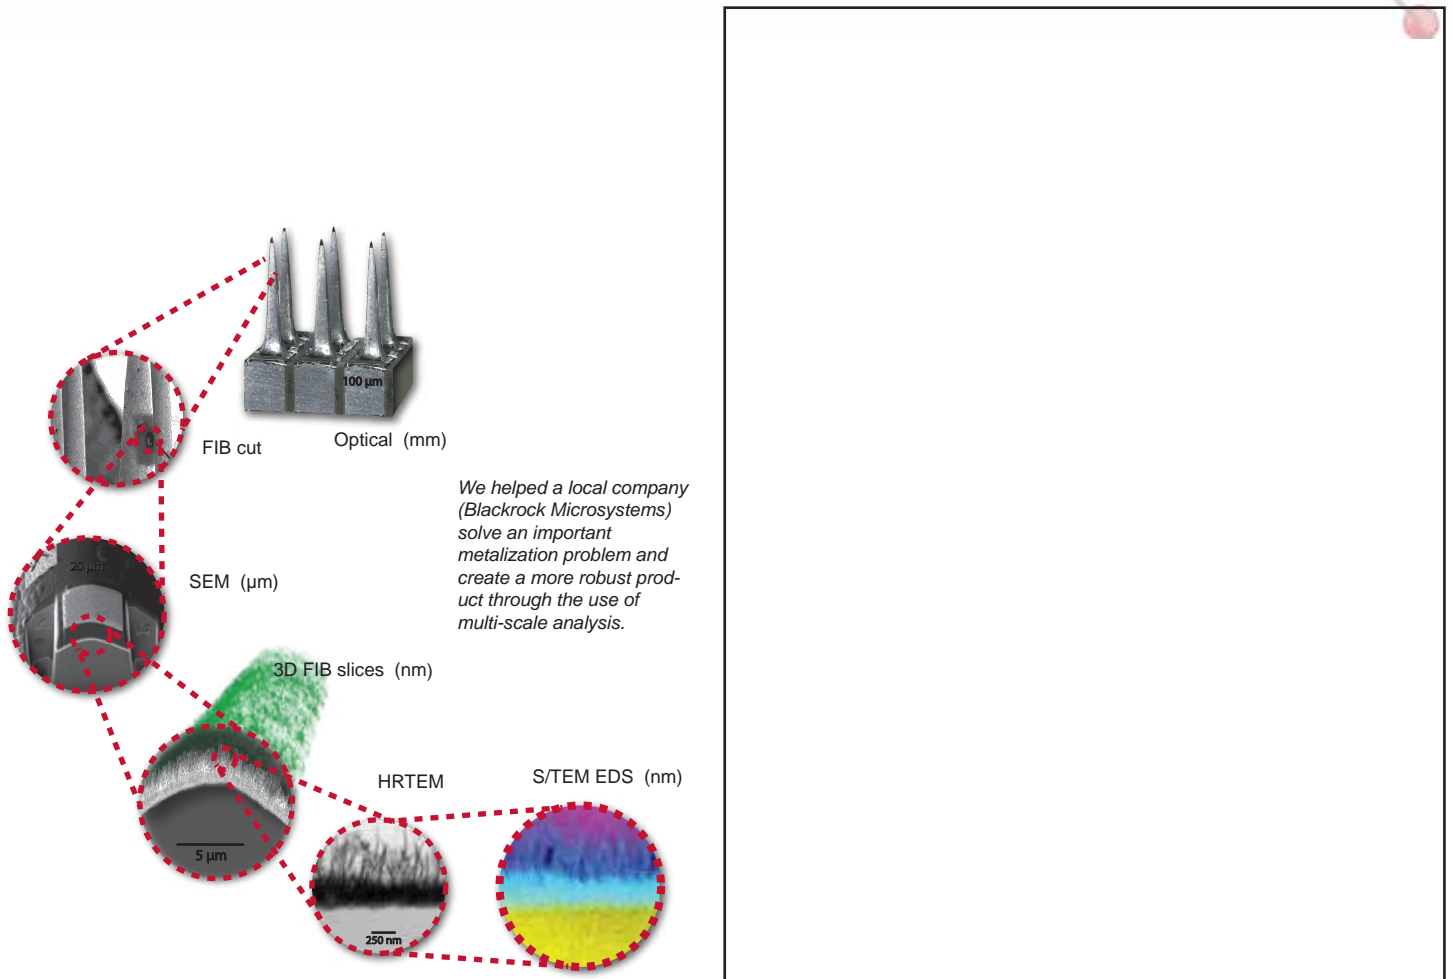 100 µm
FIB cut
Optical (mm)
We helped a local company
(Blackrock Microsystems)
solve an important
metalization problem and
create a more robust prod-
uct through the use of
multi-scale analysis.
20 µm
SEM (µm)
3D FIB slices (nm)
HRTEM
S/TEM EDS (nm)
5 µm
250 nm